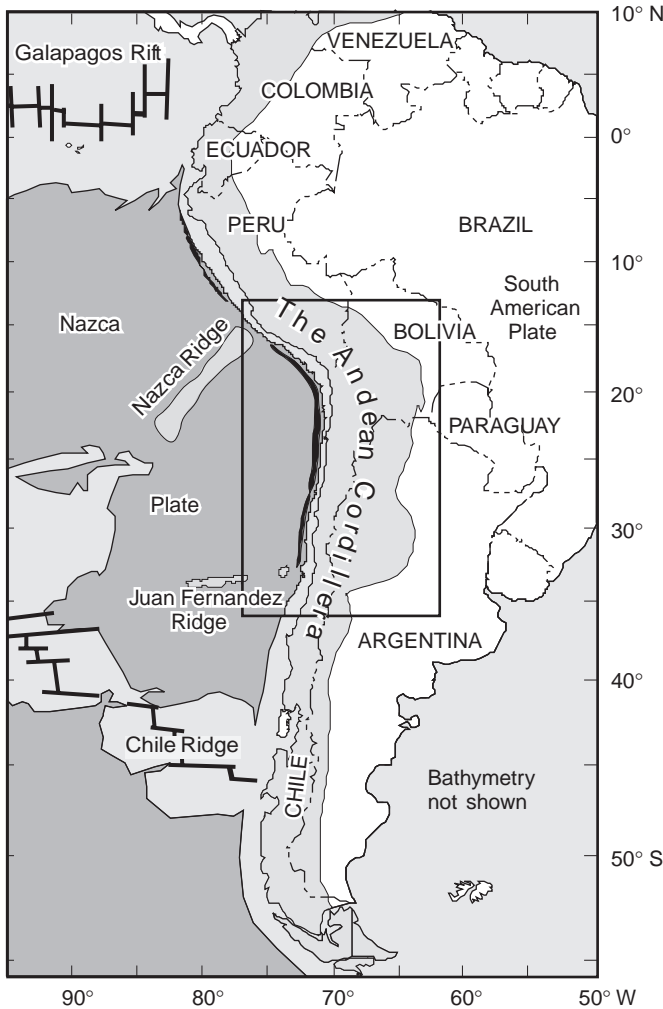 10° N
VENEZUELA
Galapagos Rift
COLOMBIA
0°
ECUADOR
PERU
BRAZIL
10°
South
American
Plate
Nazca
The Andean Cordillera
BOLIVIA
Nazca Ridge
20°
PARAGUAY
Plate
30°
Juan Fernandez
Ridge
ARGENTINA
40°
Chile Ridge
CHILE
Bathymetry
not shown
50° S
90°
80°
70°
60°
50° W